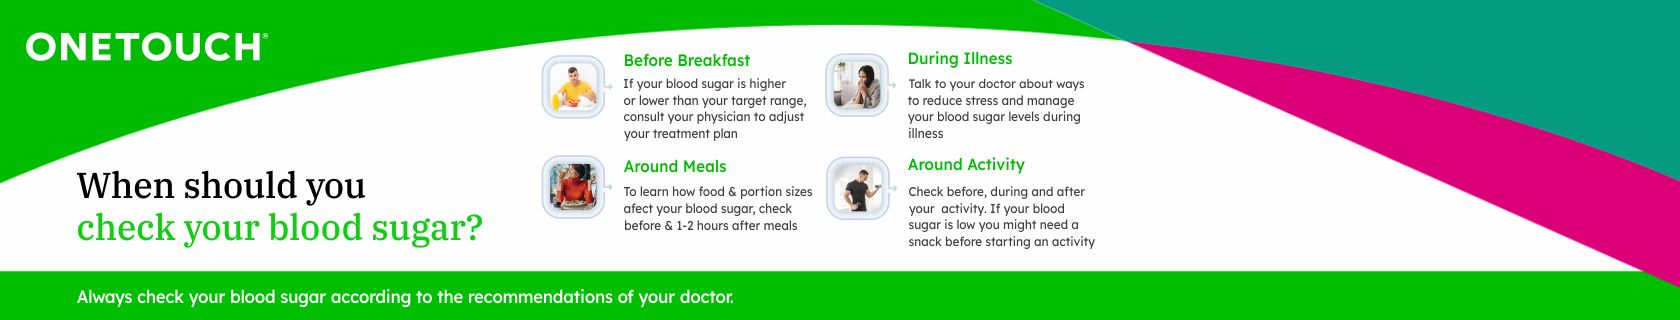 ONETOUCH®
When should you
check your blood sugar?
Before Breakfast
If your blood sugar is higher
or lower than your target range,
consult your physician to adjust
your treatment plan
Around Meals
To learn how food & portion sizes
afect your blood sugar, check
before & 1-2 hours after meals
During Illness
Talk to your doctor about ways
to reduce stress and manage
your blood sugar levels during
illness
Around Activity
Check before, during and after
your  activity. If your blood
sugar is low you might need a
snack before starting an activity
Always check your blood sugar according to the recommendations of your doctor.